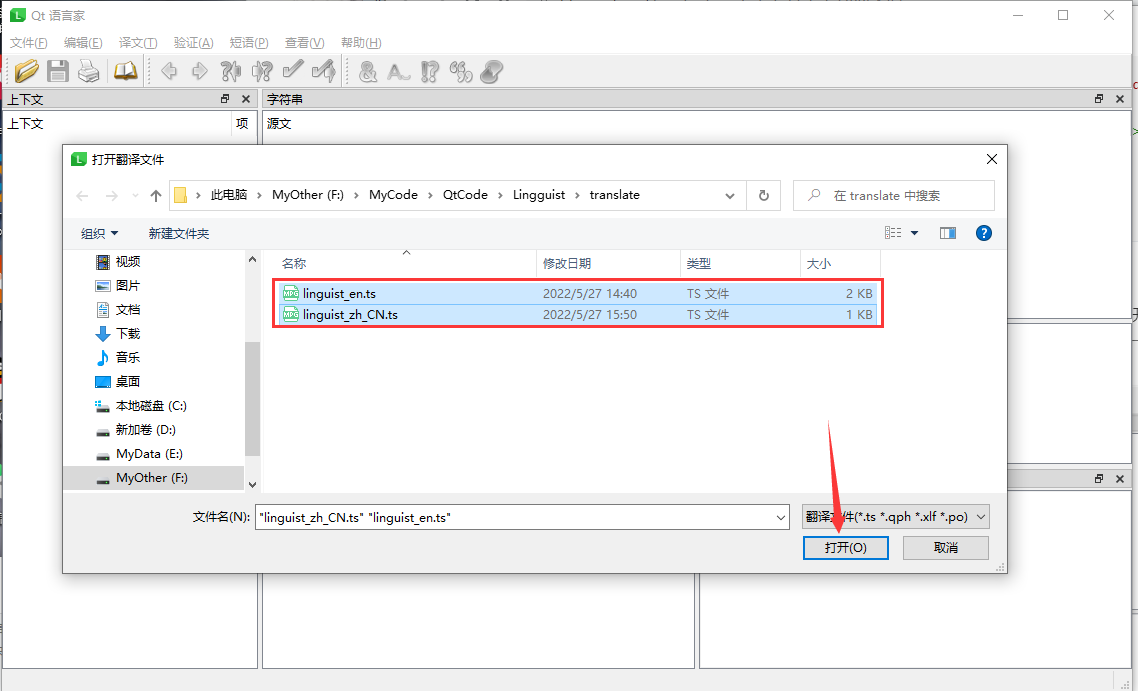 Qt 语言家
文件(F) 编辑(E) 译文(T) 验证(A) 短语(P) 查看(V) 帮助(H)
上下文 字符串
上下文 项 源文
打开翻译文件
此电脑 › MyOther (F:) › MyCode › QtCode › Lingguist › translate
在 translate 中搜索
组织 新建文件夹
名称 修改日期 类型 大小
linguist_en.ts 2022/5/27 14:40 TS 文件 2 KB
linguist_zh_CN.ts 2022/5/27 15:50 TS 文件 1 KB
视频
图片
文档
下载
音乐
桌面
本地磁盘 (C:)
新加卷 (D:)
MyData (E:)
MyOther (F:)
文件名(N): "linguist_zh_CN.ts" "linguist_en.ts"
翻译文件(*.ts *.qph *.xlf *.po)
打开(O) 取消